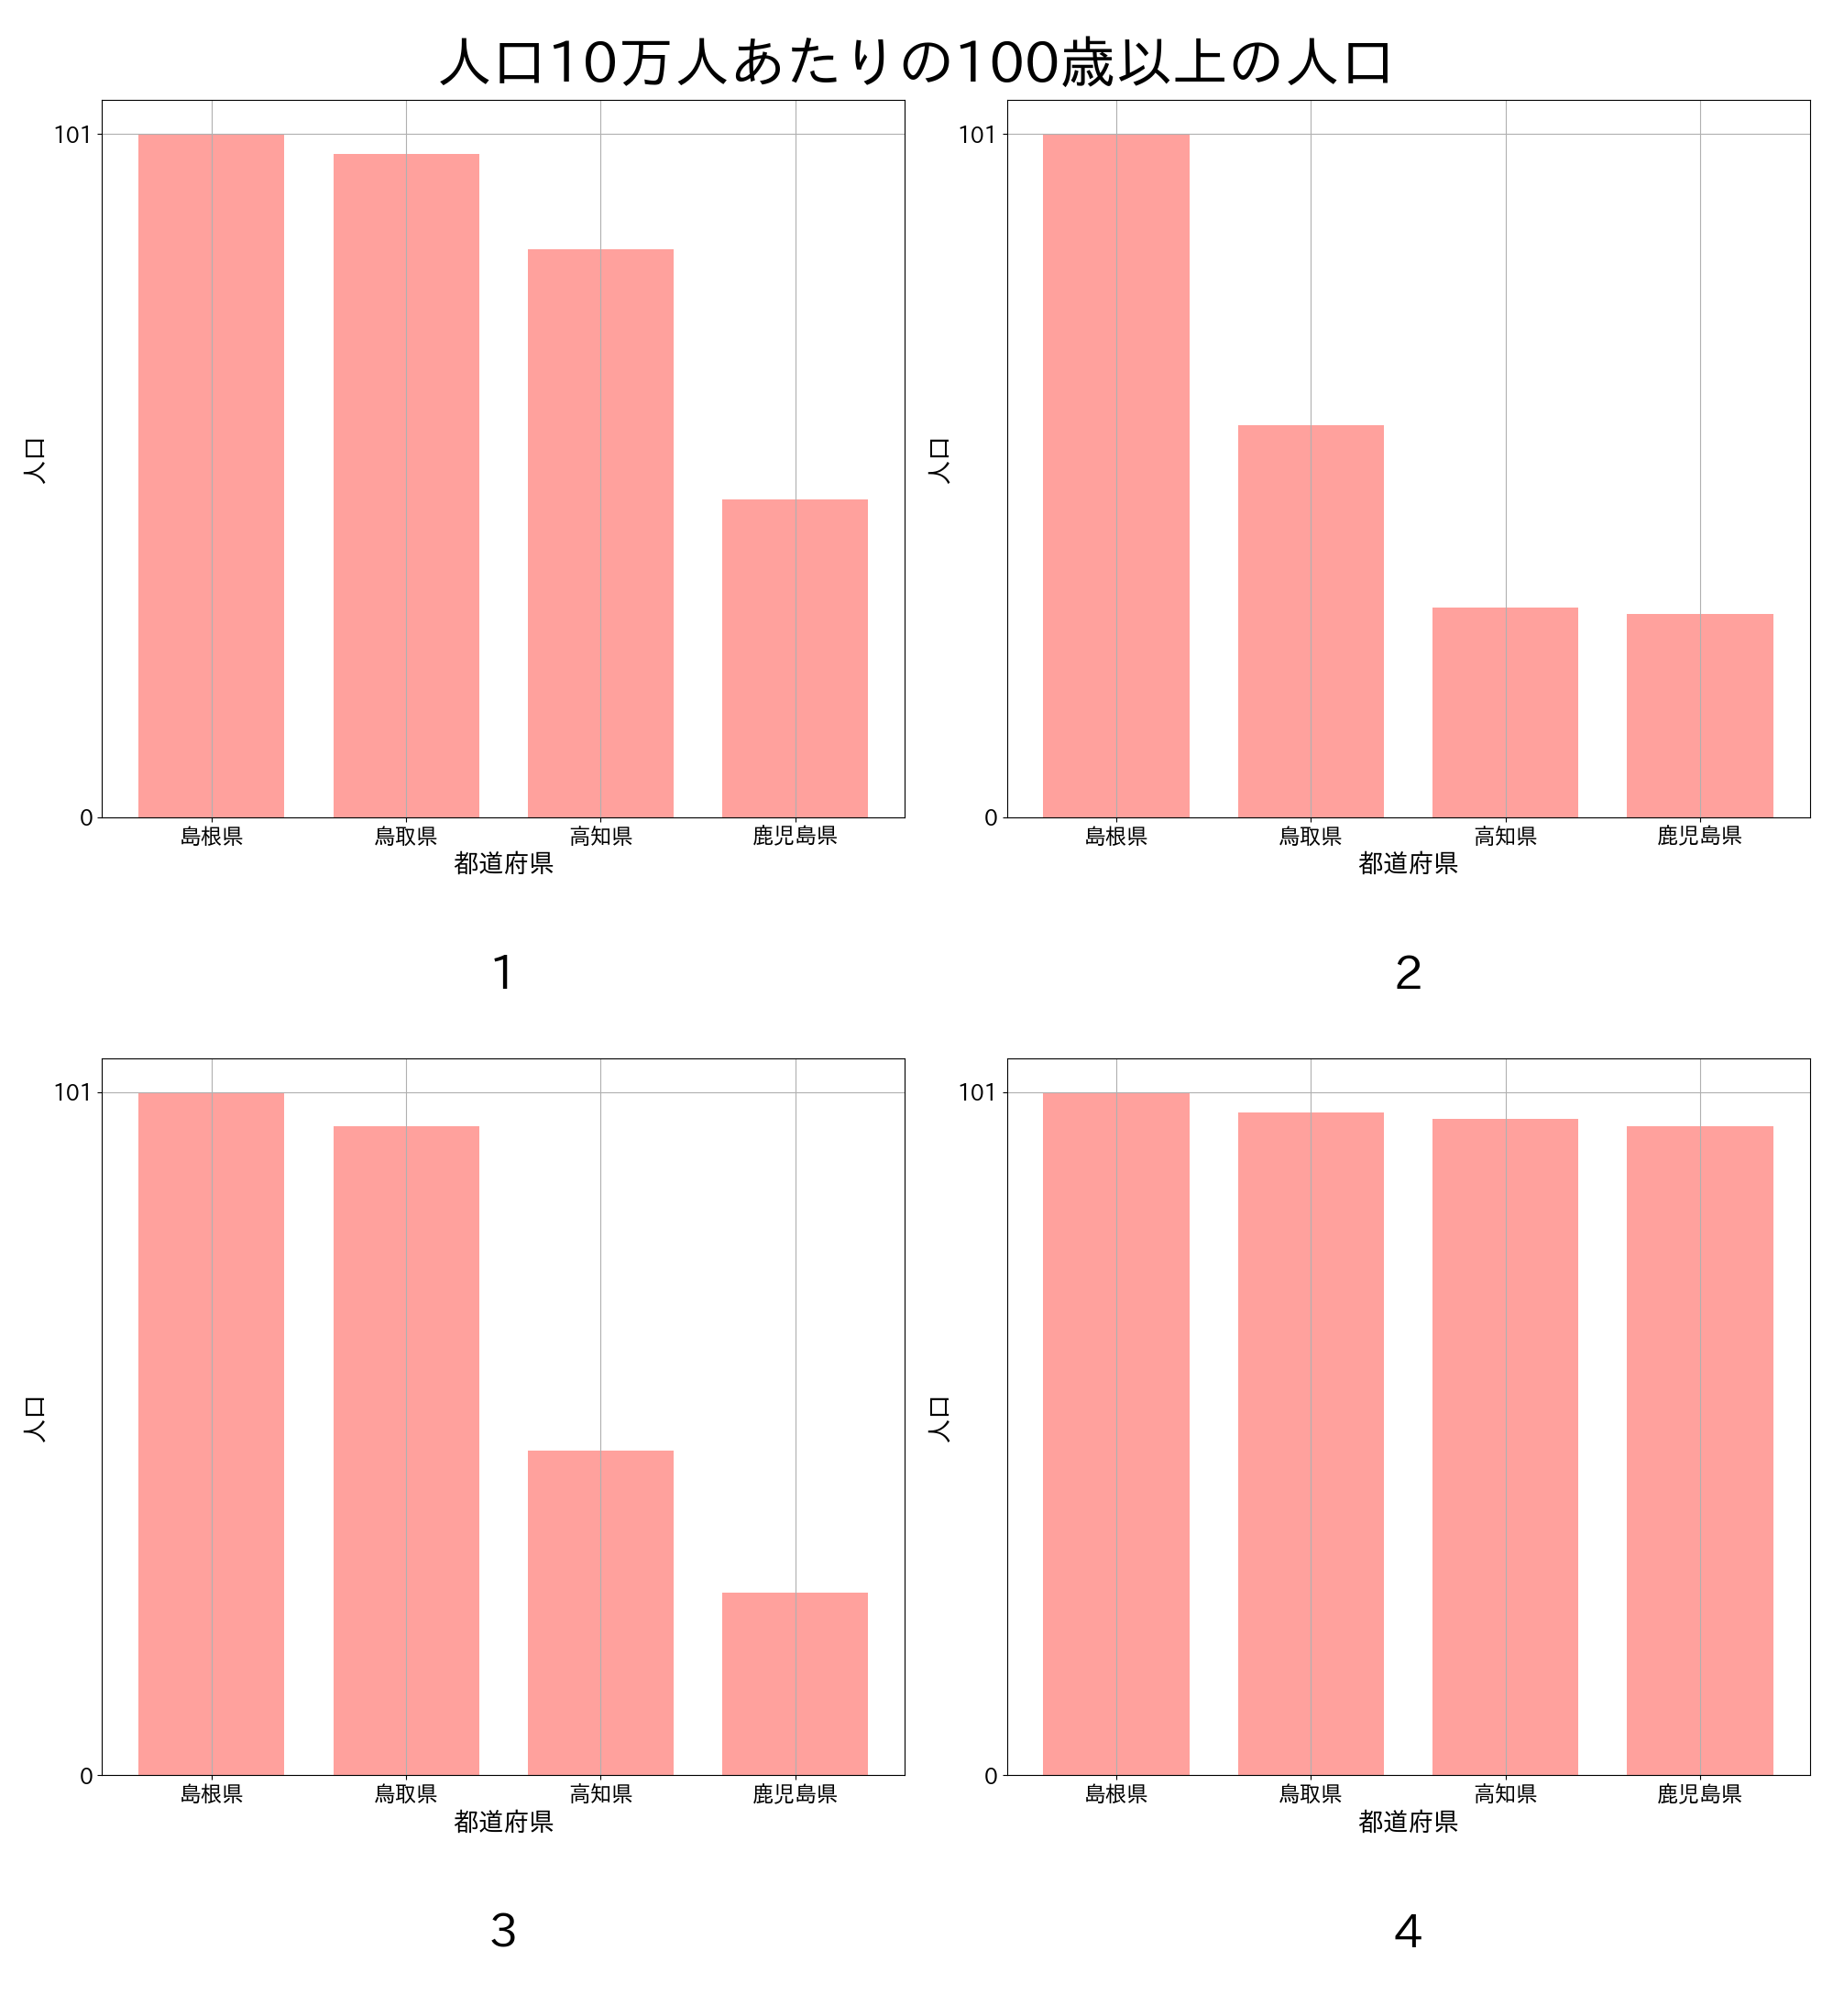 人口10万人あたりの100歳以上の人口
101
0
人口
島根県 鳥取県 高知県 鹿児島県
都道府県
1
101
0
人口
島根県 鳥取県 高知県 鹿児島県
都道府県
2
101
0
人口
島根県 鳥取県 高知県 鹿児島県
都道府県
3
101
0
人口
島根県 鳥取県 高知県 鹿児島県
都道府県
4